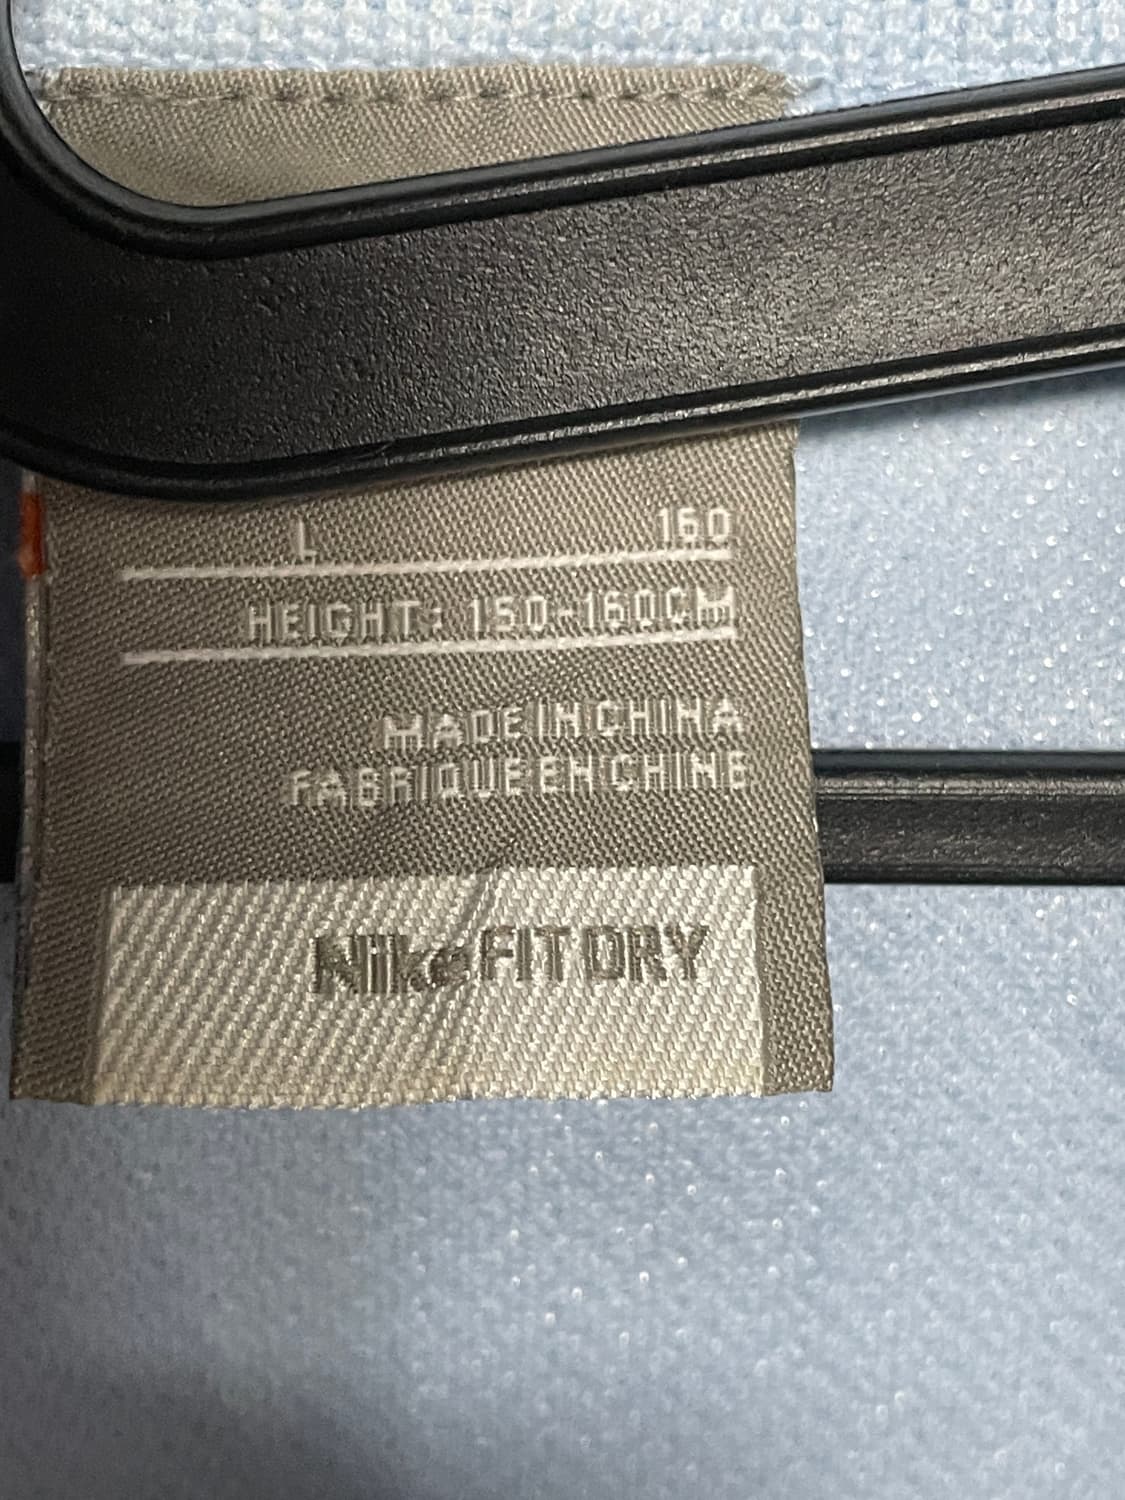 L 160
HEIGHT: 150-160CM
MADE IN CHINA
FABRIQUE EN CHINE
Nike FIT DRY